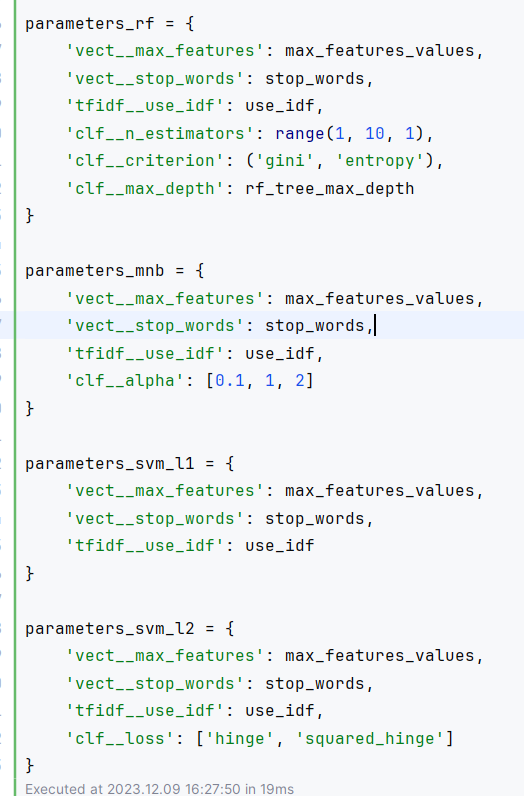 parameters_rf = {
    'vect__max_features': max_features_values,
    'vect__stop_words': stop_words,
    'tfidf__use_idf': use_idf,
    'clf__n_estimators': range(1, 10, 1),
    'clf__criterion': ('gini', 'entropy'),
    'clf__max_depth': rf_tree_max_depth
}
parameters_mnb = {
    'vect__max_features': max_features_values,
    'vect__stop_words': stop_words,
    'tfidf__use_idf': use_idf,
    'clf__alpha': [0.1, 1, 2]
}
parameters_svm_l1 = {
    'vect__max_features': max_features_values,
    'vect__stop_words': stop_words,
    'tfidf__use_idf': use_idf
}
parameters_svm_l2 = {
    'vect__max_features': max_features_values,
    'vect__stop_words': stop_words,
    'tfidf__use_idf': use_idf,
    'clf__loss': ['hinge', 'squared_hinge']
}
Executed at 2023.12.09 16:27:50 in 19ms